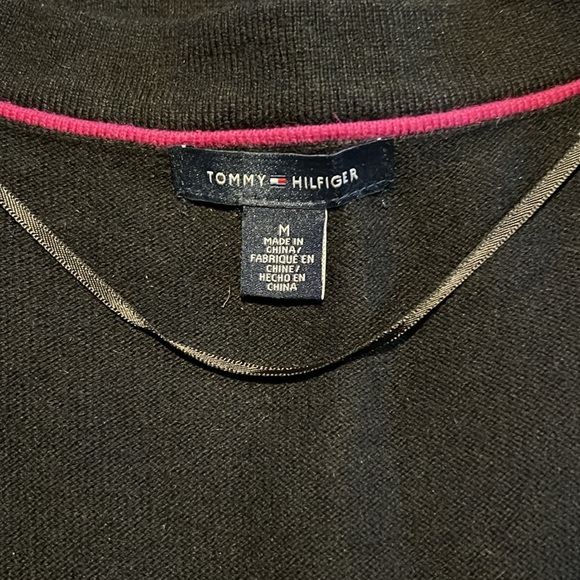 TOMMY HILFIGER
M
MADE IN
CHINA/
FABRIQUE EN
CHINE/
HECHO EN
CHINA